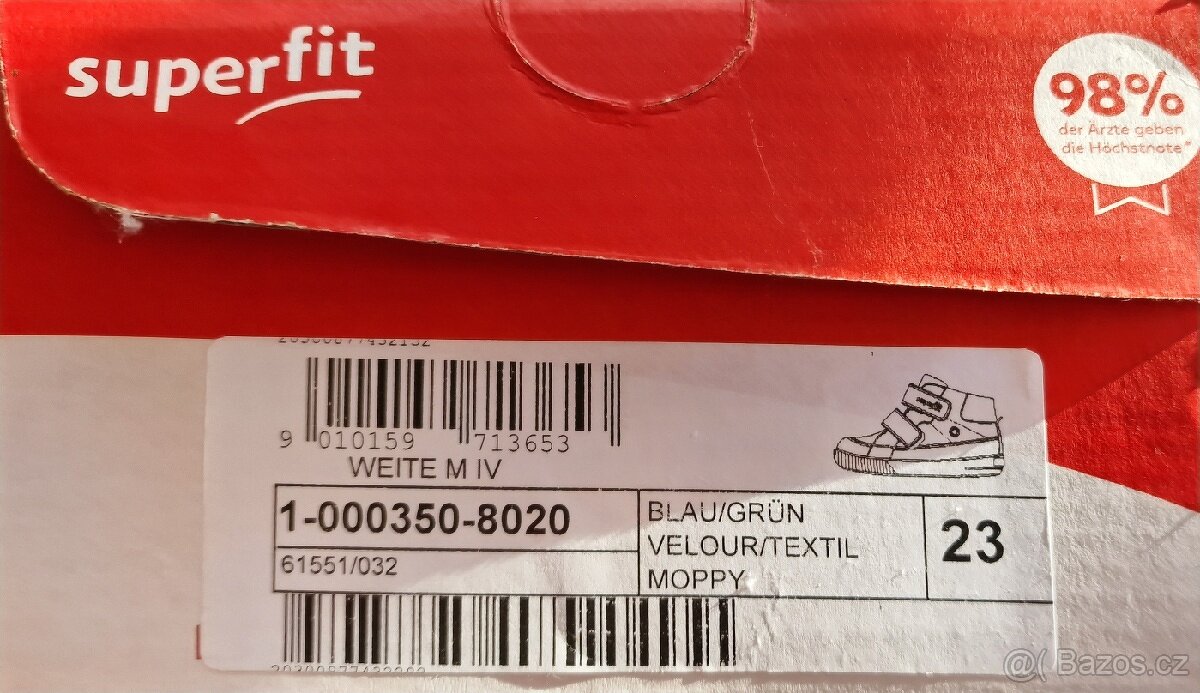 superfit
98%
der Ärzte geben
die Höchstnote*
9 010159 713653
WEITE M IV
1-000350-8020
61551/032
BLAU/GRÜN
VELOUR/TEXTIL
MOPPY
23
@( Bazos.cz